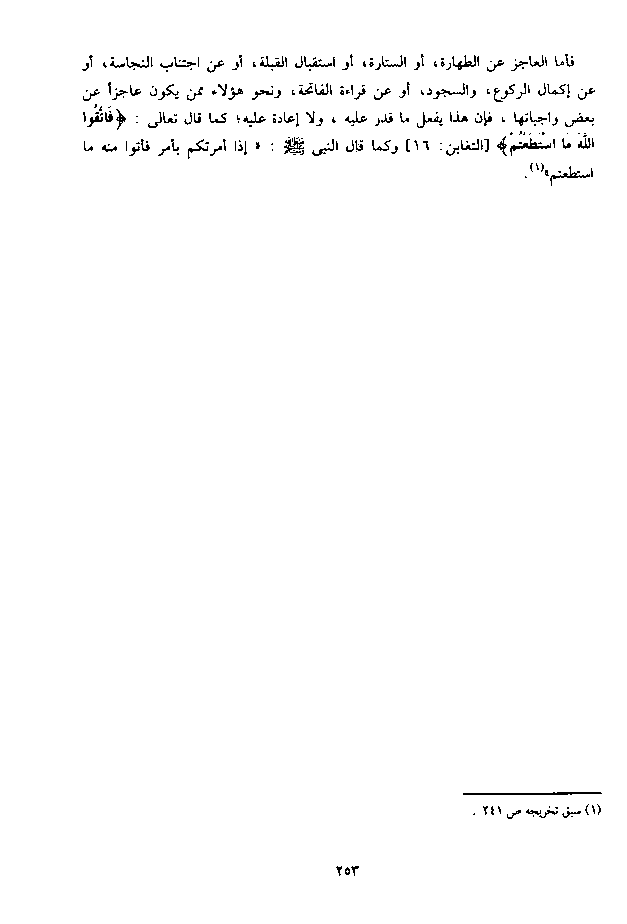 فأما العاجز عن الطهارة، أو الستارة، أو استقبال القبلة، أو عن اجتناب النجاسة، أو
عن إكمال الركوع، والسجود، أو عن قراءة الفاتحة، ونحو هؤلاء ممن يكون عاجزاً عن
بعض واجباتها ، فإن هذا يفعل ما قدر عليه ، ولا إعادة عليه؛ كما قال تعالى : ﴿فَاتَّقُوا
اللَّهَ مَا اسْتَطَعْتُمْ﴾ [التغابن: ١٦] وكما قال النبى ﷺ : « إذا أمرتكم بأمر فأتوا منه ما
استطعتم»(١).
(١) سبق تخريجه ص ٢٤١ .
٢٥٣